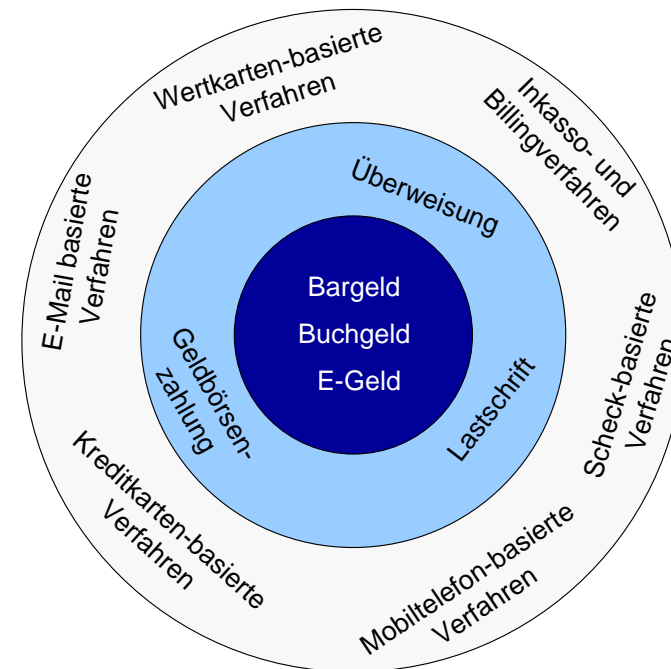 Wertkarten-basierte
Verfahren
Inkasso- und
Billingverfahren
E-Mail basierte
Verfahren
Überweisung
Bargeld
Buchgeld
E-Geld
Geldbörsen-
zahlung
Lastschrift
Scheck-basierte
Verfahren
Kreditkarten-basierte
Verfahren
Mobiltelefon-basierte
Verfahren